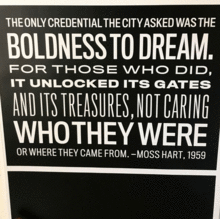 THE ONLY CREDENTIAL THE CITY ASKED WAS THE
BOLDNESS TO DREAM.
FOR THOSE WHO DID,
IT UNLOCKED ITS GATES
AND ITS TREASURES, NOT CARING
WHO THEY WERE
OR WHERE THEY CAME FROM. –MOSS HART, 1959